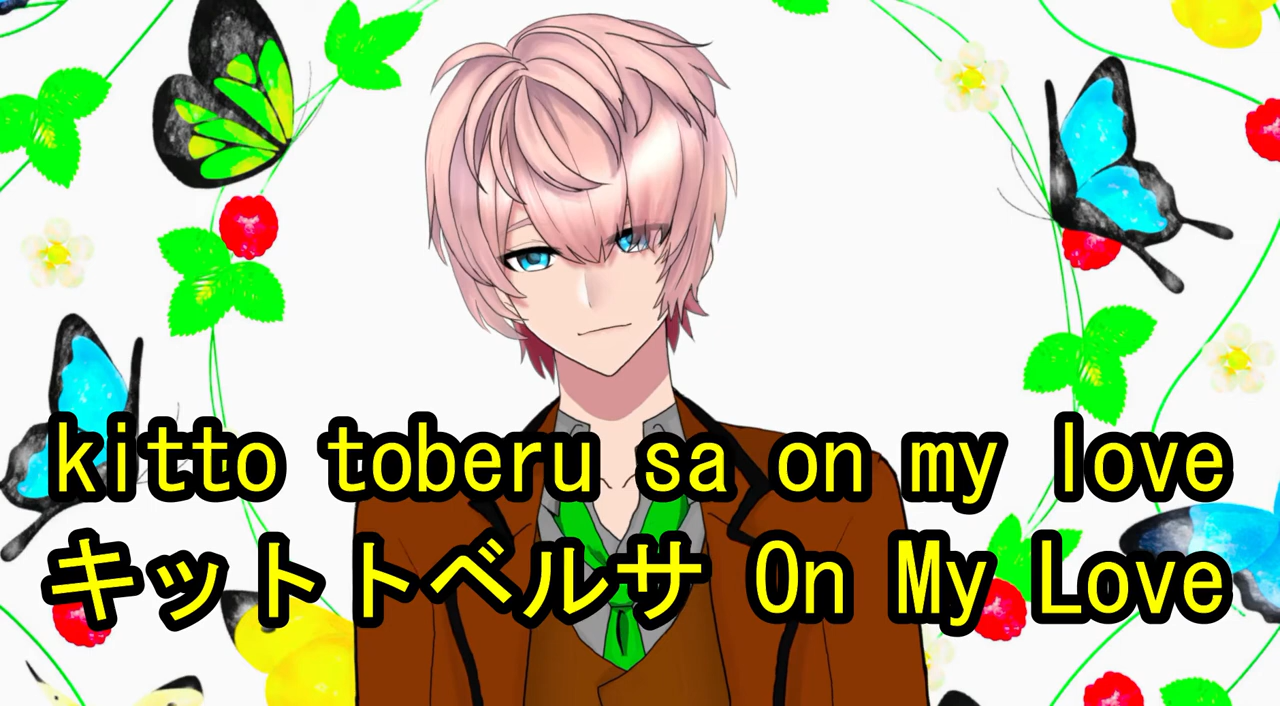 kitto toberu sa on my love
キットトベルサ On My Love